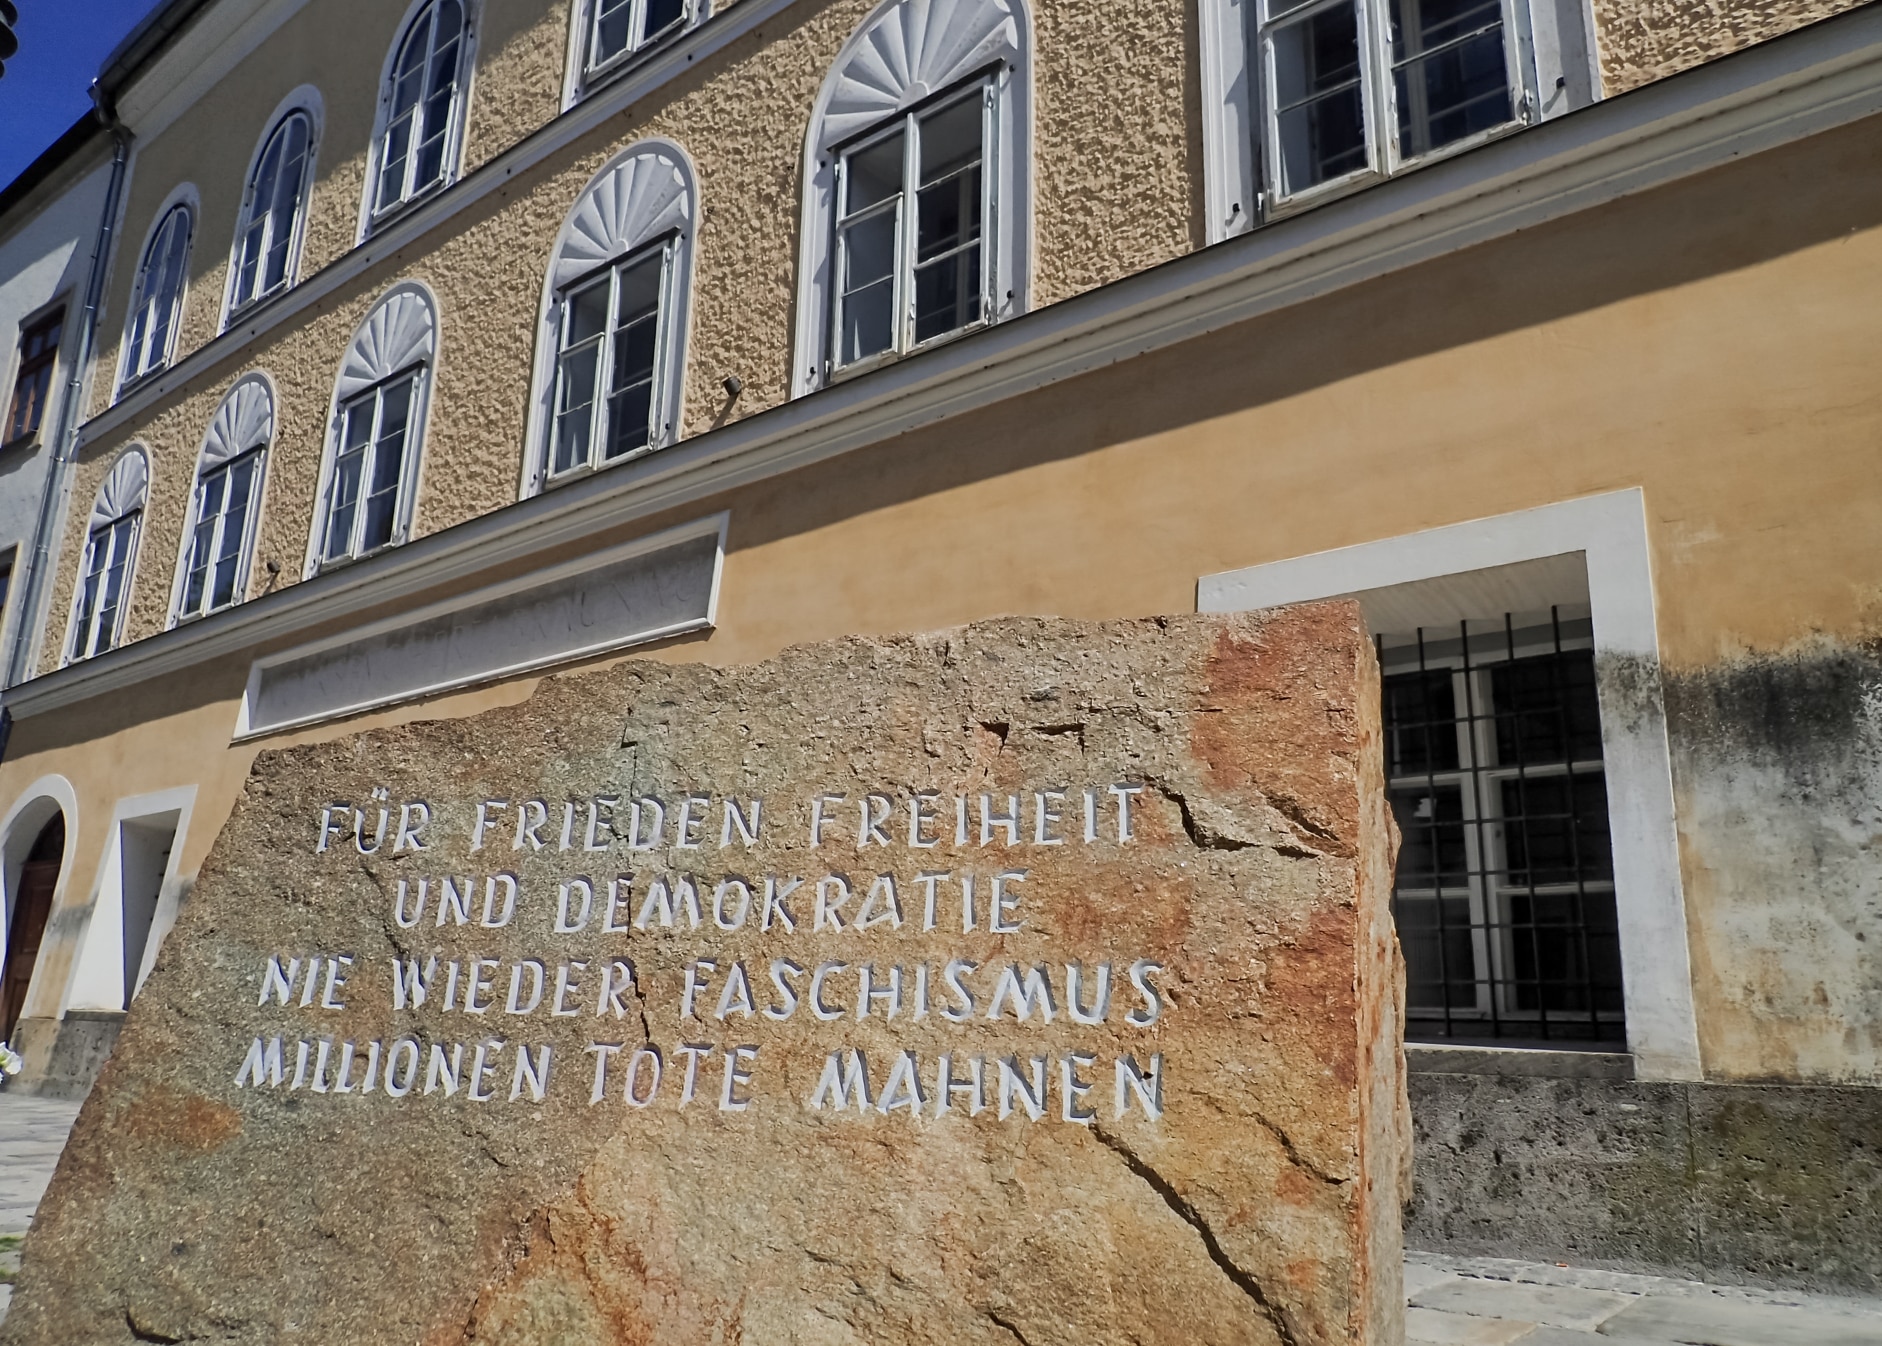 FÜR FRIEDEN FREIHEIT
UND DEMOKRATIE
NIE WIEDER FASCHISMUS
MILLIONEN TOTE MAHNEN